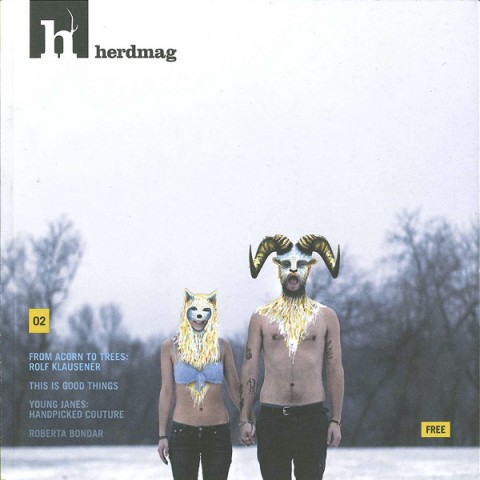 h
herdmag
02
FROM ACORN TO TREES:
ROLF KLAUSENER
THIS IS GOOD THINGS
YOUNG JANES:
HANDPICKED COUTURE
ROBERTA BONDAR
FREE